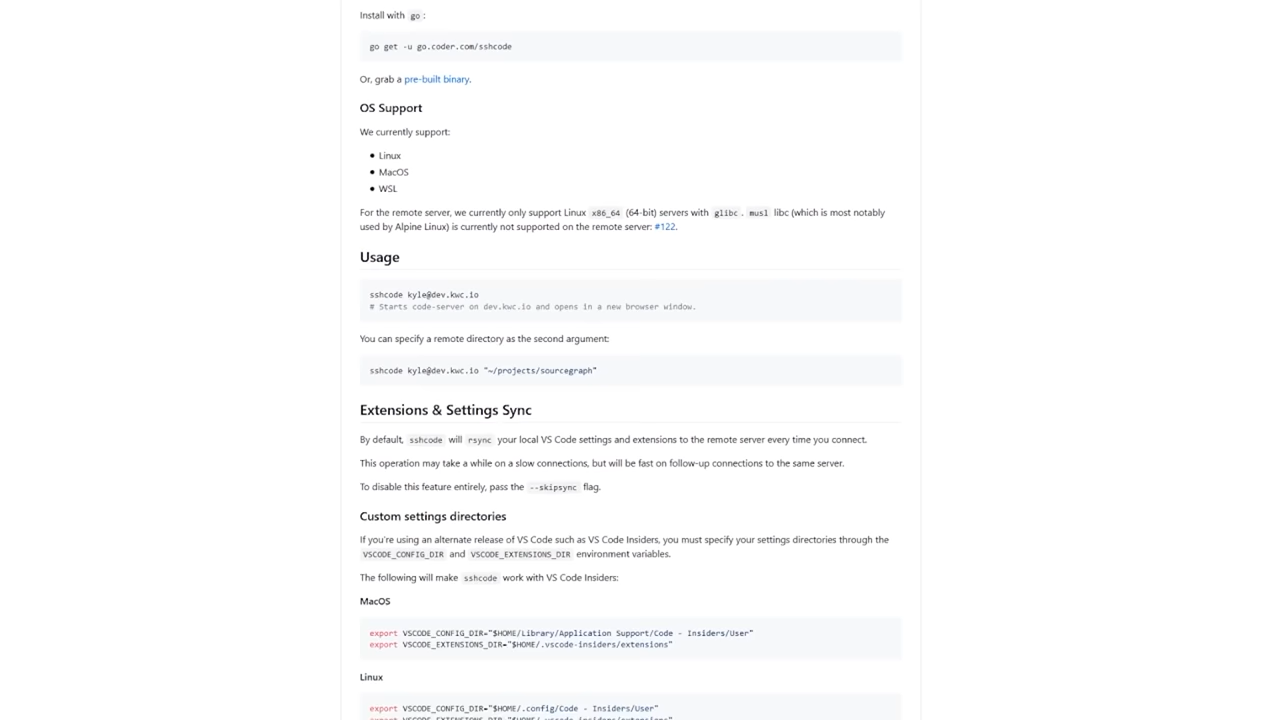 Install with go :
go get -u go.coder.com/sshcode
Or, grab a pre-built binary.
OS Support
We currently support:
• Linux
• MacOS
• WSL
For the remote server, we currently only support Linux x86_64 (64-bit) servers with glibc . musl libc (which is most notably
used by Alpine Linux) is currently not supported on the remote server: #122.
Usage
sshcode kyle@dev.kwc.io
# Starts code-server on dev.kwc.io and opens in a new browser window.
You can specify a remote directory as the second argument:
sshcode kyle@dev.kwc.io "~/projects/sourcegraph"
Extensions & Settings Sync
By default, sshcode will rsync your local VS Code settings and extensions to the remote server every time you connect.
This operation may take a while on a slow connections, but will be fast on follow-up connections to the same server.
To disable this feature entirely, pass the --skipsync flag.
Custom settings directories
If you're using an alternate release of VS Code such as VS Code Insiders, you must specify your settings directories through the
VSCODE_CONFIG_DIR and VSCODE_EXTENSIONS_DIR environment variables.
The following will make sshcode work with VS Code Insiders:
MacOS
export VSCODE_CONFIG_DIR="$HOME/Library/Application Support/Code - Insiders/User"
export VSCODE_EXTENSIONS_DIR="$HOME/.vscode-insiders/extensions"
Linux
export VSCODE_CONFIG_DIR="$HOME/.config/Code - Insiders/User"